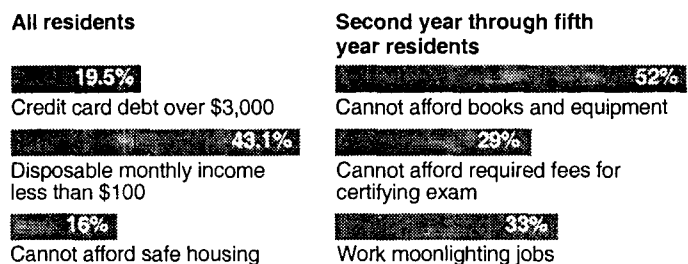 All residents
19.5%
Credit card debt over $3,000
43.1%
Disposable monthly income
less than $100
16%
Cannot afford safe housing
Second year through fifth
year residents
52%
Cannot afford books and equipment
29%
Cannot afford required fees for
certifying exam
33%
Work moonlighting jobs